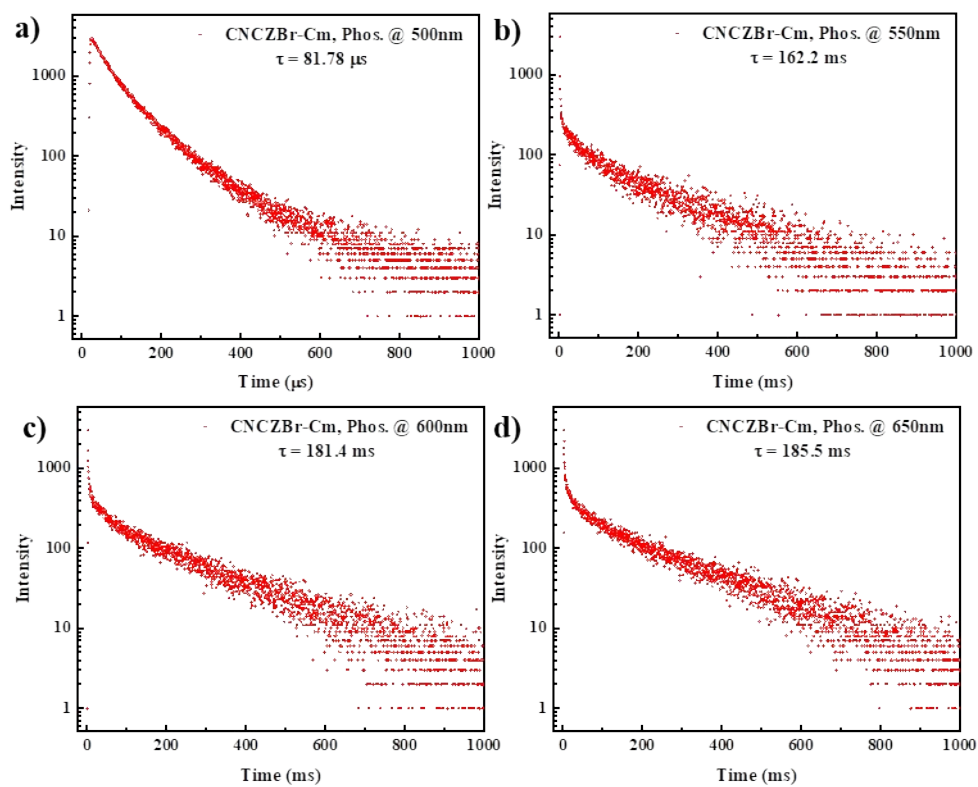 a)
CNCZBr-Cm, Phos. @ 500nm
τ = 81.78 μs
Intensity
1000
100
10
1
0 200 400 600 800 1000
Time (μs)
b)
CNCZBr-Cm, Phos. @ 550nm
τ = 162.2 ms
Intensity
1000
100
10
1
0 200 400 600 800 1000
Time (ms)
c)
CNCZBr-Cm, Phos. @ 600nm
τ = 181.4 ms
Intensity
1000
100
10
1
0 200 400 600 800 1000
Time (ms)
d)
CNCZBr-Cm, Phos. @ 650nm
τ = 185.5 ms
Intensity
1000
100
10
1
0 200 400 600 800 1000
Time (ms)